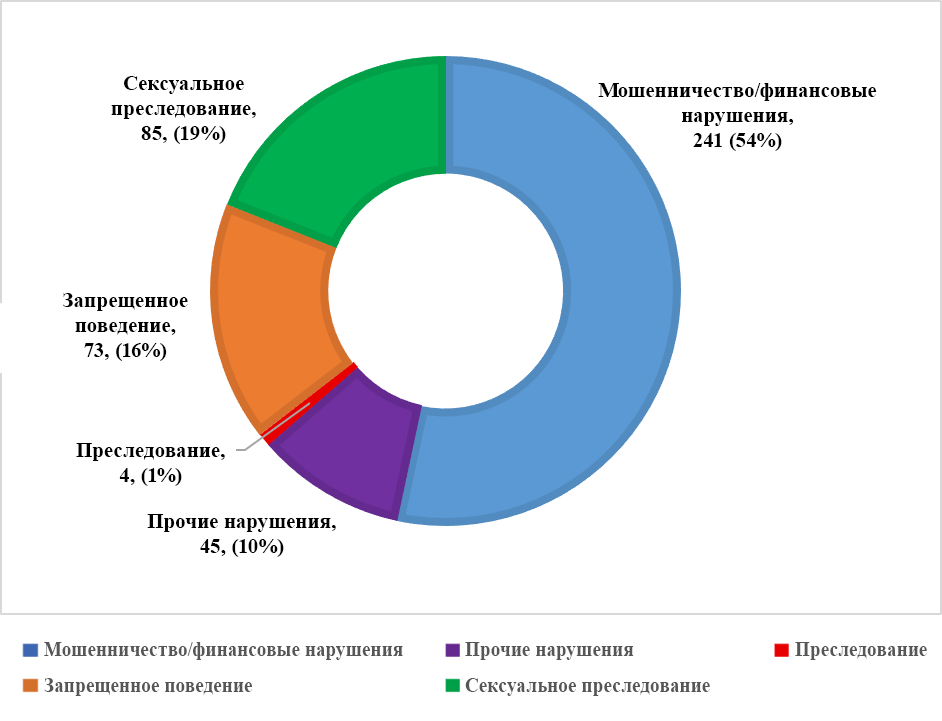 Сексуальное
преследование,
85, (19%)
Мошенничество/финансовые
нарушения,
241 (54%)
Запрещенное
поведение,
73, (16%)
Преследование,
4, (1%)
Прочие нарушения,
45, (10%)
Мошенничество/финансовые нарушения
Прочие нарушения
Преследование
Запрещенное поведение
Сексуальное преследование